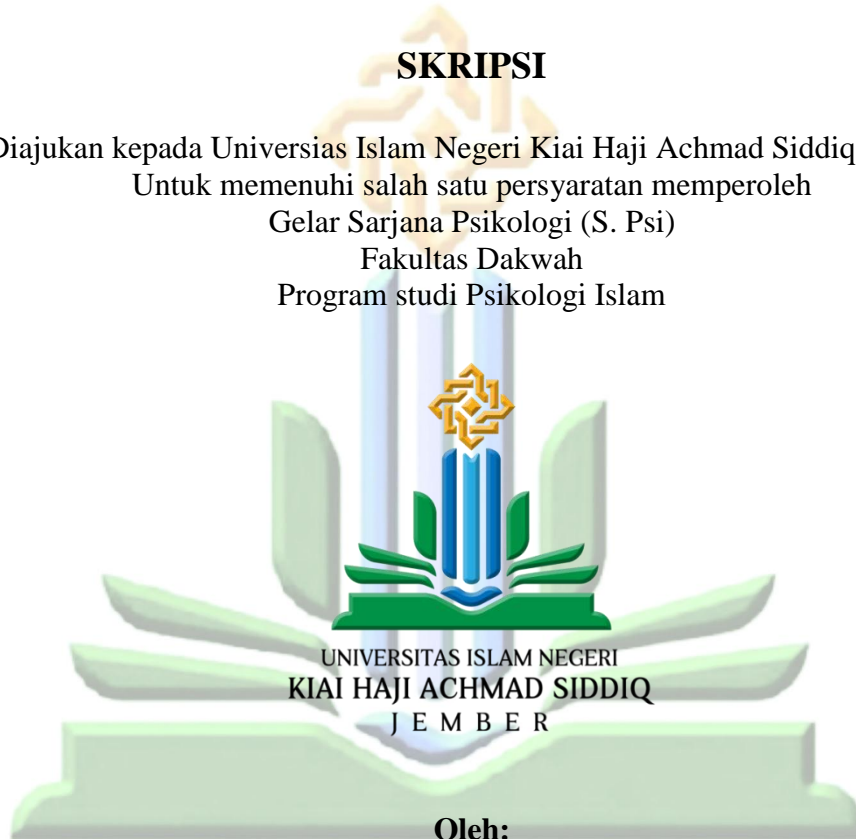 SKRIPSI
Diajukan kepada Universias Islam Negeri Kiai Haji Achmad Siddiq
Untuk memenuhi salah satu persyaratan memperoleh
Gelar Sarjana Psikologi (S. Psi)
Fakultas Dakwah
Program studi Psikologi Islam
UNIVERSITAS ISLAM NEGERI
KIAI HAJI ACHMAD SIDDIQ
JEMBER
Oleh: